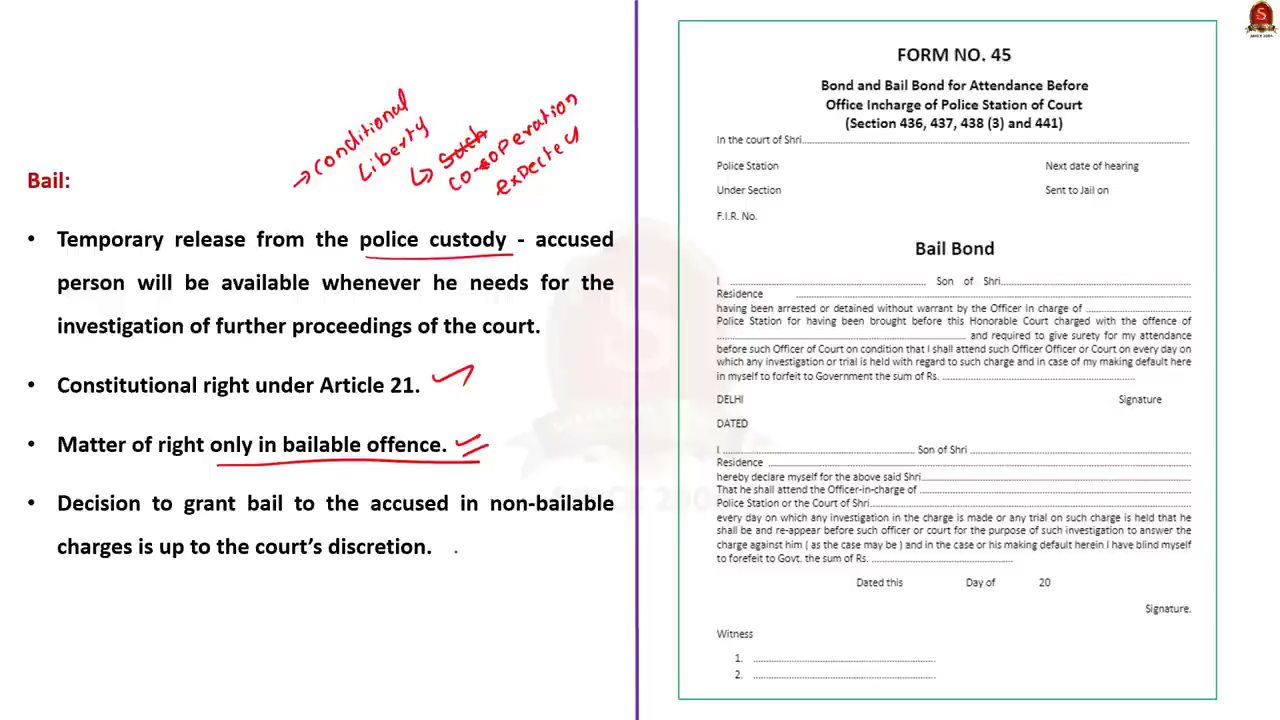 → Conditional
Liberty
↳ Such
co-operation
expected
Bail:
• Temporary release from the police custody - accused
person will be available whenever he needs for the
investigation of further proceedings of the court.
• Constitutional right under Article 21.
• Matter of right only in bailable offence.
• Decision to grant bail to the accused in non-bailable
charges is up to the court’s discretion.
FORM NO. 45
Bond and Bail Bond for Attendance Before
Office Incharge of Police Station of Court
(Section 436, 437, 438 (3) and 441)
In the court of Shri
Police Station Next date of hearing
Under Section Sent to Jail on
F.I.R. No.
Bail Bond
I Son of Shri
Residence
having been arrested or detained without warrant by the Officer in charge of
Police Station for having been brought before this Honorable Court charged with the offence of
and required to give surety for my attendance
before such Officer of Court on condition that I shall attend such Officer Officer or Court on every day on
which any investigation or trial is held with regard to such charge and in case of my making default here
in myself to forfeit to Government the sum of Rs.
DELHI Signature
DATED
I Son of Shri
Residence
hereby declare myself for the above said Shri
That he shall attend the Officer-in-charge of
Police Station or the Court of Shri
every day on which any investigation in the charge is made or any trial on such charge is held that he
shall be and re-appear before such officer or court for the purpose of such investigation to answer the
charge against him ( as the case may be ) and in the case or his making default herein I have blind myself
to forefeit to Govt. the sum of Rs.
Dated this Day of 20
Signature.
Witness
1.
2.